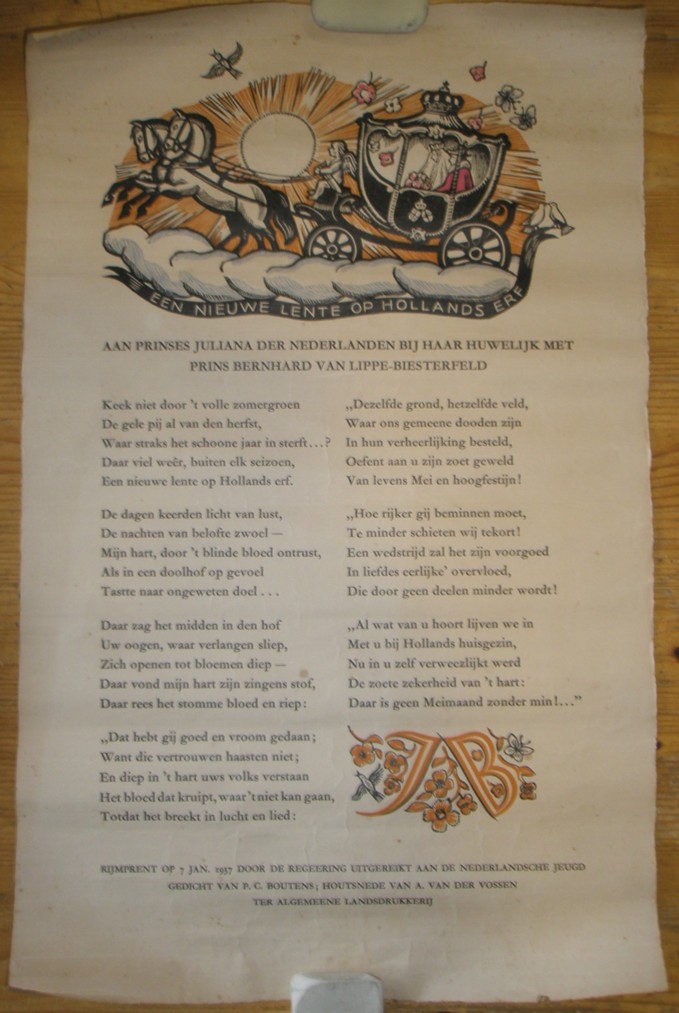 EEN NIEUWE LENTE OP HOLLANDS ERF
AAN PRINSES JULIANA DER NEDERLANDEN BIJ HAAR HUWELIJK MET
PRINS BERNHARD VAN LIPPE-BIESTERFELD
Keek niet door 't volle zomergroen
De gele pij al van den herfst,
Waar straks het schoone jaar in sterft...?
Daar viel weêr, buiten elk seizoen,
Een nieuwe lente op Hollands erf.
De dagen keerden licht van lust,
De nachten van belofte zwoel —
Mijn hart, door 't blinde bloed ontrust,
Als in een doolhof op gevoel
Tastte naar ongeweten doel . . .
Daar zag het midden in den hof
Uw oogen, waar verlangen sliep,
Zich openen tot bloemen diep —
Daar vond mijn hart zijn zingens stof,
Daar rees het stomme bloed en riep:
„Dat hebt gij goed en vroom gedaan;
Want die vertrouwen haasten niet;
En diep in 't hart uws volks verstaan
Het bloed dat kruipt, waar 't niet kan gaan,
Totdat het breekt in lucht en lied:
„Dezelfde grond, hetzelfde veld,
Waar ons gemeene dooden zijn
In hun verheerlijking besteld,
Oefent aan u zijn zoet geweld
Van levens Mei en hoogfestijn!
„Hoe rijker gij beminnen moet,
Te minder schieten wij tekort!
Een wedstrijd zal het zijn voorgoed
In liefdes eerlijke' overvloed,
Die door geen deelen minder wordt!
„Al wat van u hoort lijven we in
Met u bij Hollands huisgezin,
Nu in u zelf verweezlijkt werd
De zoete zekerheid van 't hart:
Daar is geen Meimaand zonder min!..."
JB
RIJMPRENT OP 7 JAN. 1937 DOOR DE REGEERING UITGEREIKT AAN DE NEDERLANDSCHE JEUGD
GEDICHT VAN P. C. BOUTENS; HOUTSNEDE VAN A. VAN DER VOSSEN
TER ALGEMEENE LANDSDRUKKERIJ